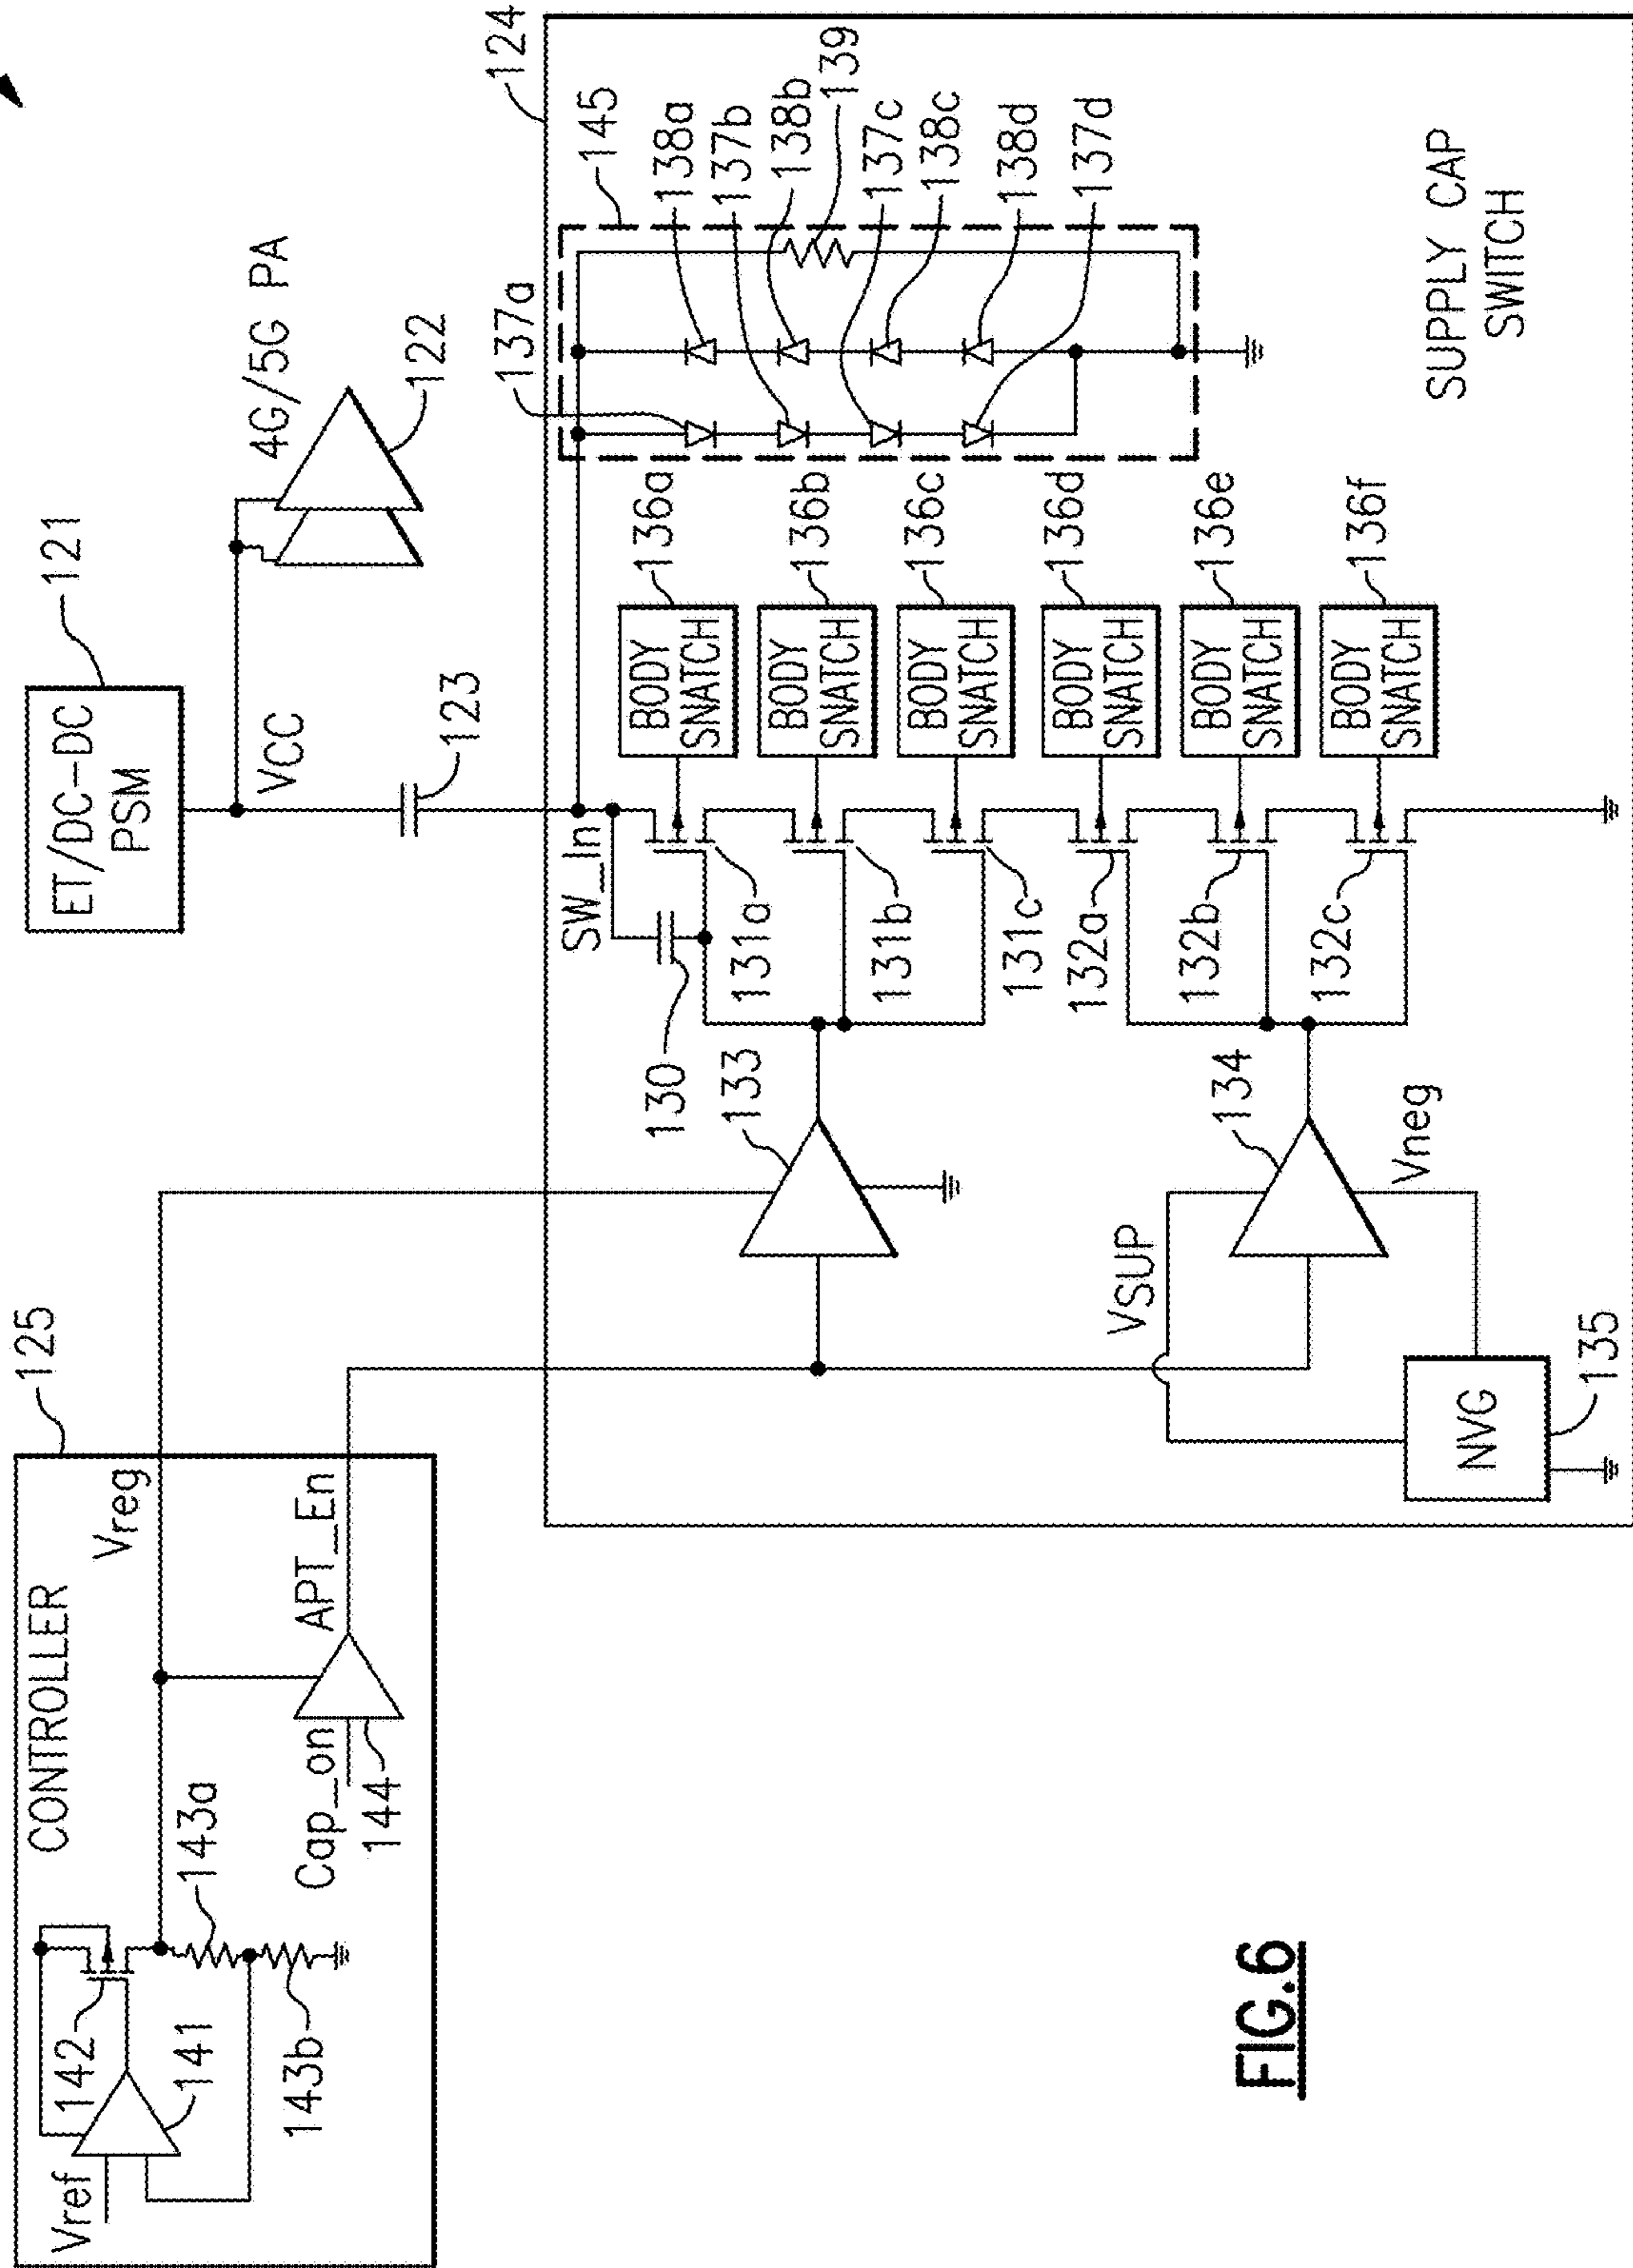 121
ET/DC-DC
PSM
4G/5G PA
122
VCC
123
124
125
CONTROLLER
Vreg
142
143a
Vref
141
143b
APT_En
Cap_on
144
SW_In
130
131a
131b
131c
132a
132b
132c
133
134
VSUP
Vneg
NVG
135
BODY
SNATCH
136a
BODY
SNATCH
136b
BODY
SNATCH
136c
BODY
SNATCH
136d
BODY
SNATCH
136e
BODY
SNATCH
136f
137a
145
138a
137b
138b
139
137c
138c
138d
137d
SUPPLY CAP
SWITCH
FIG.6